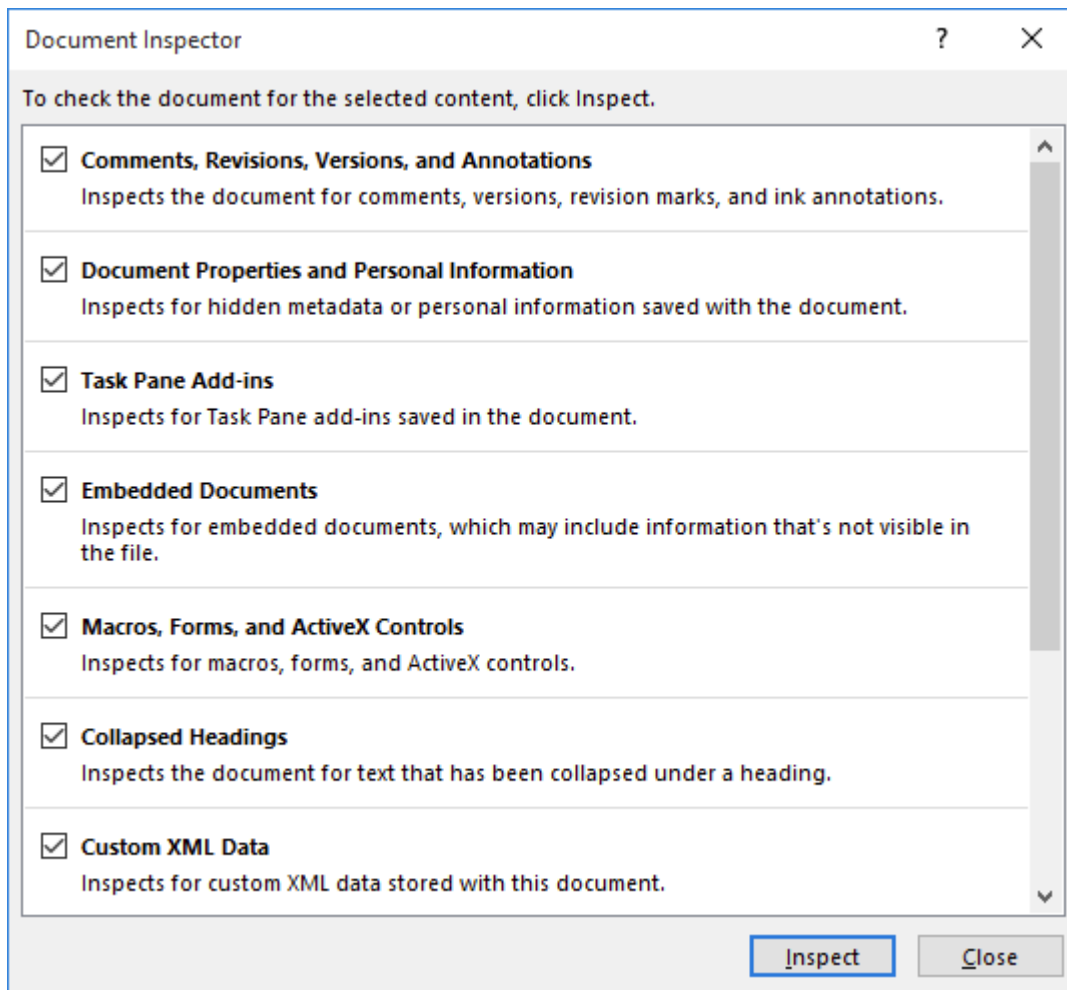 Document Inspector
?
To check the document for the selected content, click Inspect.
Comments, Revisions, Versions, and Annotations
Inspects the document for comments, versions, revision marks, and ink annotations.
Document Properties and Personal Information
Inspects for hidden metadata or personal information saved with the document.
Task Pane Add-ins
Inspects for Task Pane add-ins saved in the document.
Embedded Documents
Inspects for embedded documents, which may include information that's not visible in
the file.
Macros, Forms, and ActiveX Controls
Inspects for macros, forms, and ActiveX controls.
Collapsed Headings
Inspects the document for text that has been collapsed under a heading.
Custom XML Data
Inspects for custom XML data stored with this document.
Inspect
Close